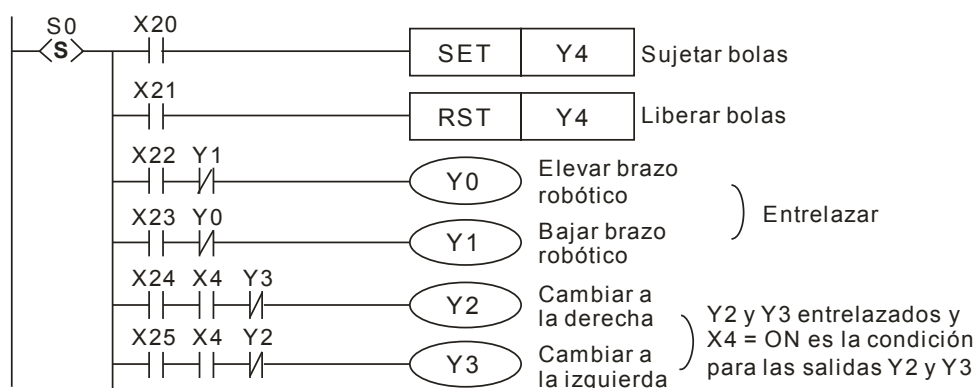 S0
S
X20
SET Y4 Sujetar bolas
X21
RST Y4 Liberar bolas
X22 Y1
Y0
Elevar brazo
robótico
Entrelazar
X23 Y0
Y1
Bajar brazo
robótico
X24 X4 Y3
Y2
Cambiar a
la derecha
X25 X4 Y2
Y3
Cambiar a
la izquierda
Y2 y Y3 entrelazados y
X4 = ON es la condición
para las salidas Y2 y Y3